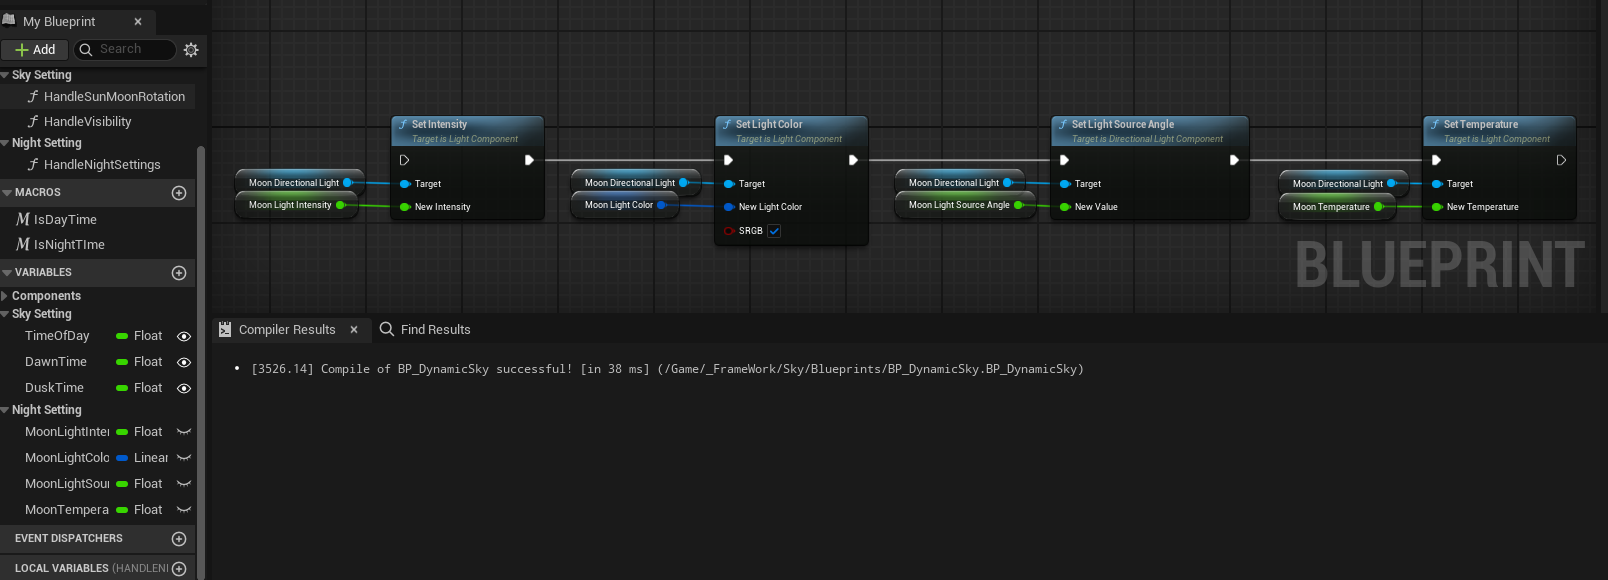 My Blueprint
Add
Search
Sky Setting
HandleSunMoonRotation
HandleVisibility
Night Setting
HandleNightSettings
MACROS
IsDayTime
IsNightTIme
VARIABLES
Components
Sky Setting
TimeOfDay Float
DawnTime Float
DuskTime Float
Night Setting
MoonLightInte Float
MoonLightColo Linear
MoonLightSou Float
MoonTempera Float
EVENT DISPATCHERS
LOCAL VARIABLES (HANDLENI
Set Intensity
Target is Light Component
Moon Directional Light
Target
Moon Light Intensity
New Intensity
Set Light Color
Target is Light Component
Moon Directional Light
Target
Moon Light Color
New Light Color
SRGB
Set Light Source Angle
Target is Directional Light Component
Moon Directional Light
Target
Moon Light Source Angle
New Value
Set Temperature
Target is Light Component
Moon Directional Light
Target
Moon Temperature
New Temperature
BLUEPRINT
Compiler Results
Find Results
[3526.14] Compile of BP_DynamicSky successful! [in 38 ms] (/Game/_FrameWork/Sky/Blueprints/BP_DynamicSky.BP_DynamicSky)